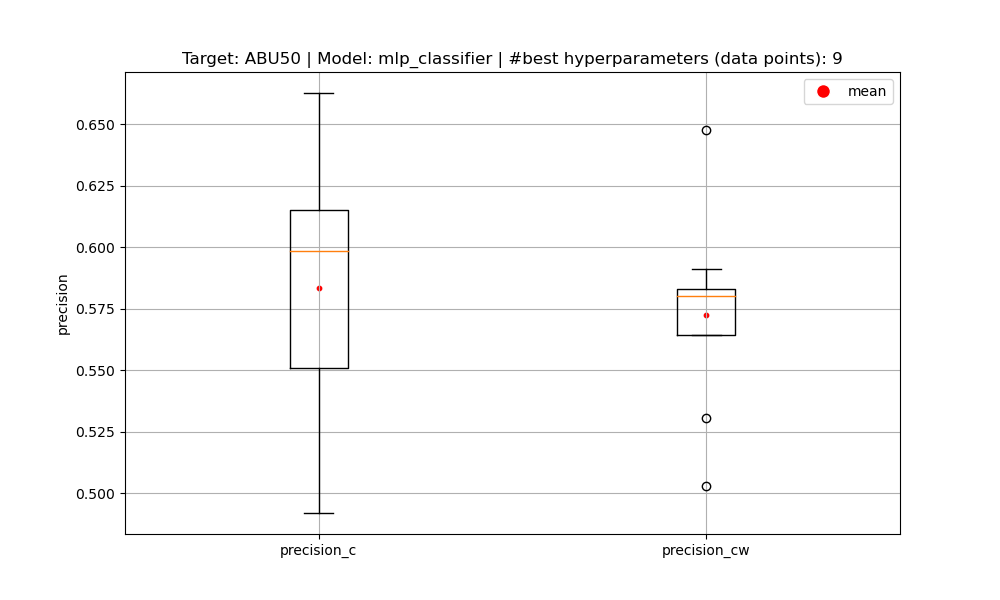 Target: ABU50 | Model: mlp_classifier | #best hyperparameters (data points): 9
mean
0.650
0.625
0.600
0.575
0.550
0.525
0.500
precision
precision_c
precision_cw